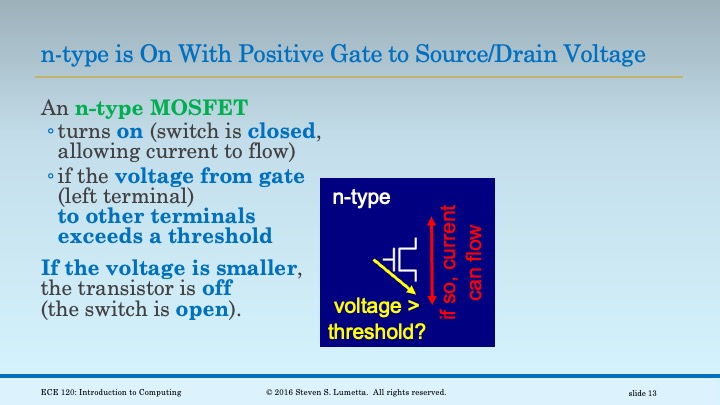 n-type is On With Positive Gate to Source/Drain Voltage
An n-type MOSFET
◦turns on (switch is closed,
allowing current to flow)
◦if the voltage from gate
(left terminal)
to other terminals
exceeds a threshold
If the voltage is smaller,
the transistor is off
(the switch is open).
n-type
voltage >
threshold?
if so, current
can flow
ECE 120: Introduction to Computing
© 2016 Steven S. Lumetta. All rights reserved.
slide 13